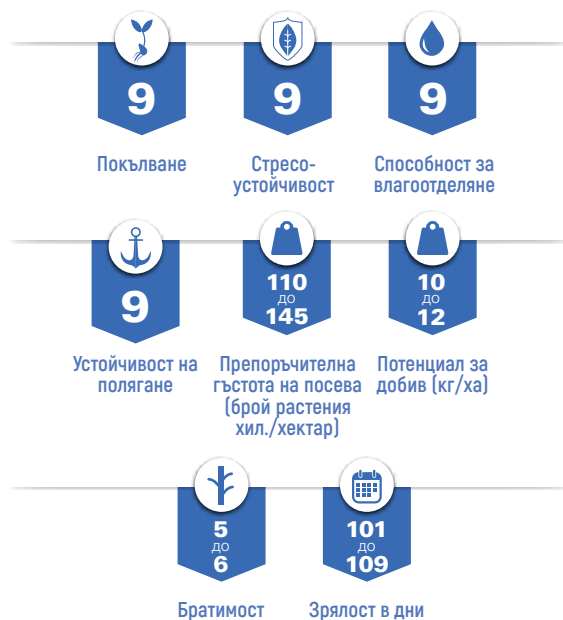 9
9
9
Покълване
Стресо-
устойчивост
Способност за
влагоотделяне
9
110
до
145
10
до
12
Устойчивост на
полягане
Препоръчителна
гъстота на посева
(брой растения
хил./хектар)
Потенциал за
добив (кг/ха)
5
до
6
101
до
109
Братимост
Зрялост в дни